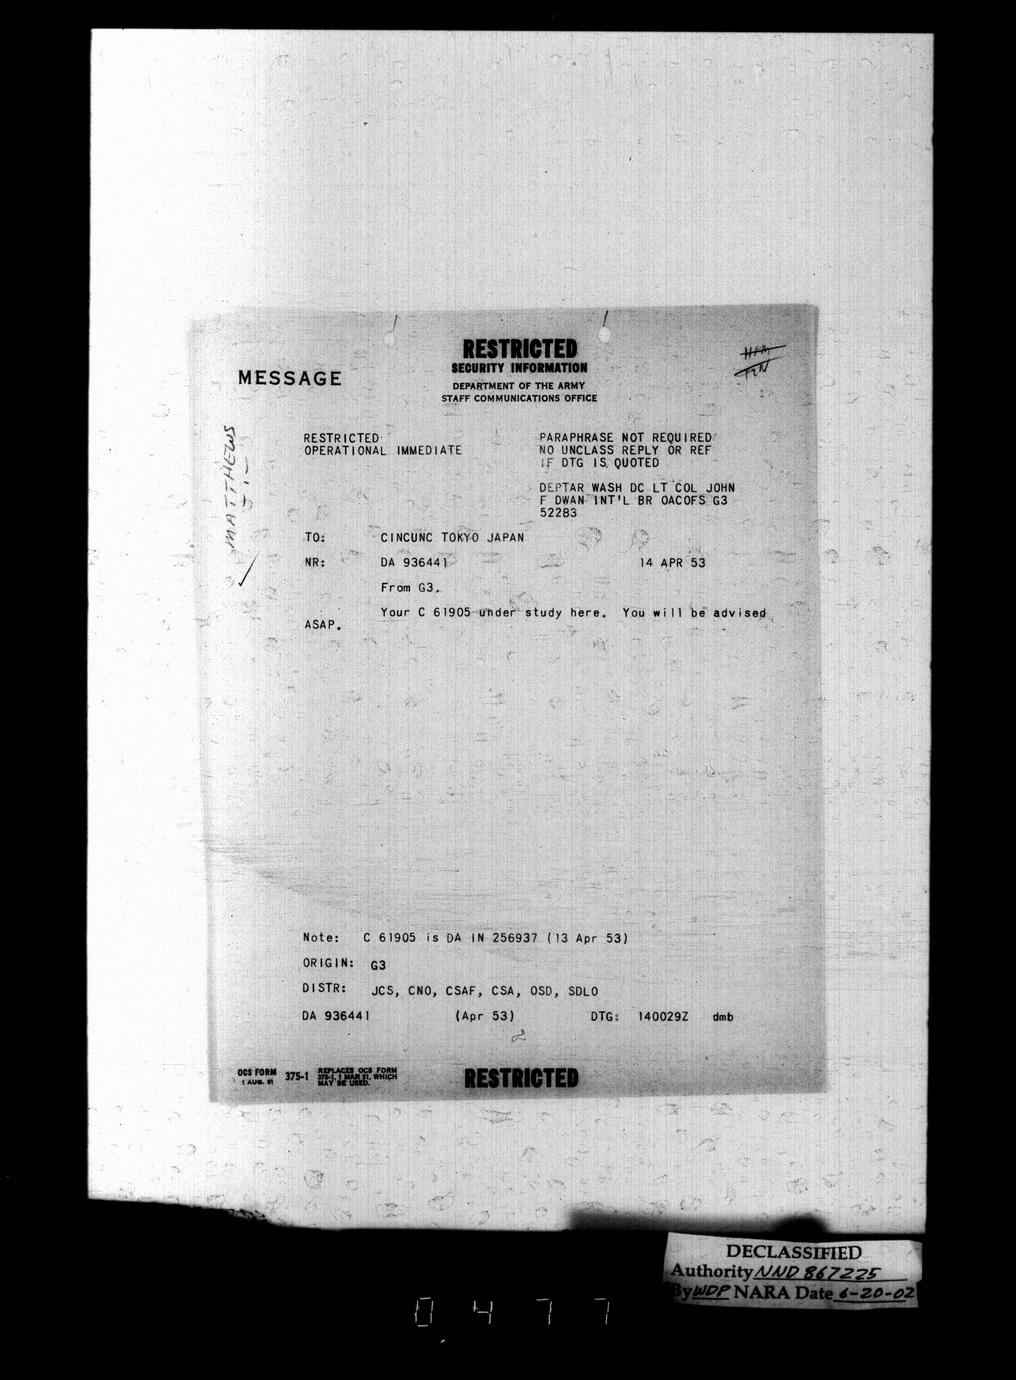 RESTRICTED
SECURITY INFORMATION
DEPARTMENT OF THE ARMY
STAFF COMMUNICATIONS OFFICE
MESSAGE
MATTHEWS
RESTRICTED
OPERATIONAL IMMEDIATE
PARAPHRASE NOT REQUIRED
NO UNCLASS REPLY OR REF
IF DTG IS QUOTED
DEPTAR WASH DC LT COL JOHN
F DWAN INT'L BR OACOFS G3
52283
TO: CINCUNC TOKYO JAPAN
NR: DA 936441 14 APR 53
From G3.
Your C 61905 under study here. You will be advised
ASAP.
Note: C 61905 is DA IN 256937 (13 Apr 53)
ORIGIN: G3
DISTR: JCS, CNO, CSAF, CSA, OSD, SDLO
DA 936441 (Apr 53) DTG: 140029Z dmb
2
OCS FORM
1 AUG. 51
375-1
REPLACES OCS FORM
375-1, 1 MAR 51, WHICH
MAY BE USED.
RESTRICTED
DECLASSIFIED
Authority NND 867225
By WDP NARA Date 6-20-02
0477